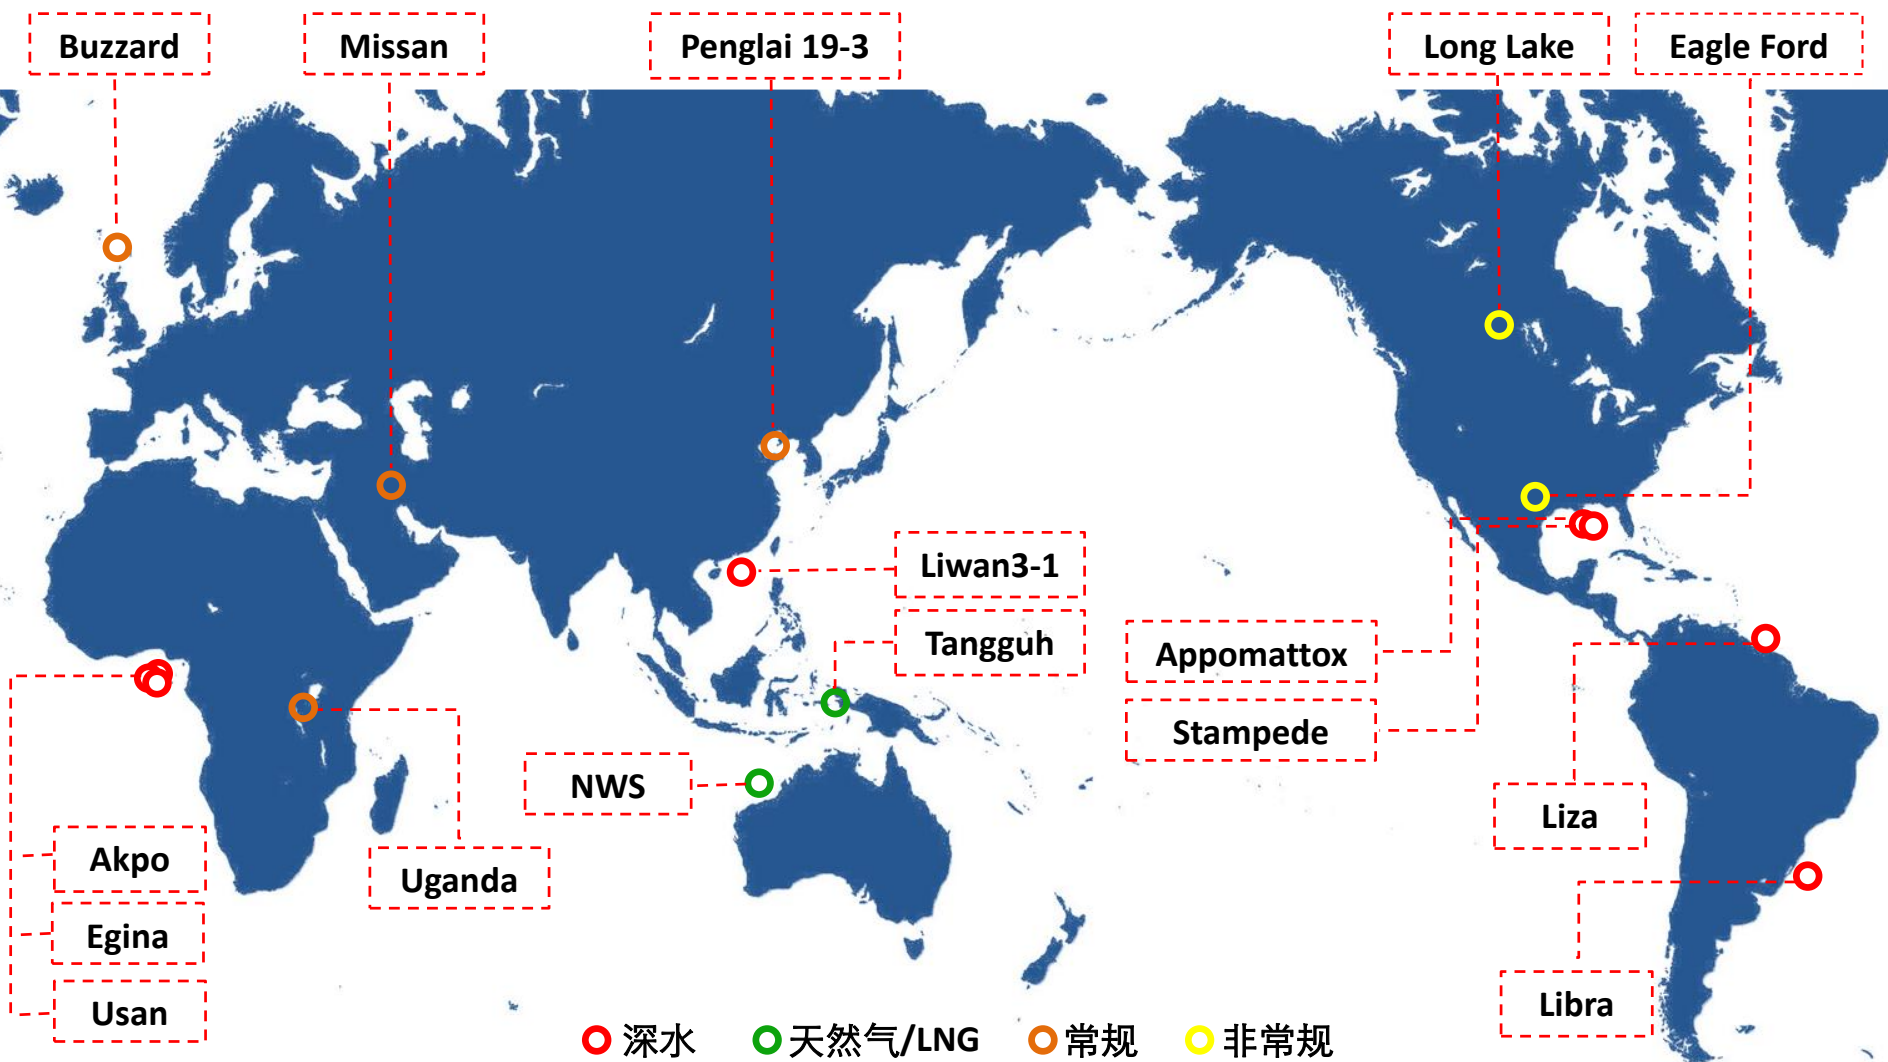 Buzzard
Missan
Penglai 19-3
Long Lake
Eagle Ford
Liwan3-1
Tangguh
Appomattox
Stampede
NWS
Liza
Akpo
Uganda
Egina
Libra
Usan
深水
天然气/LNG
常规
非常规